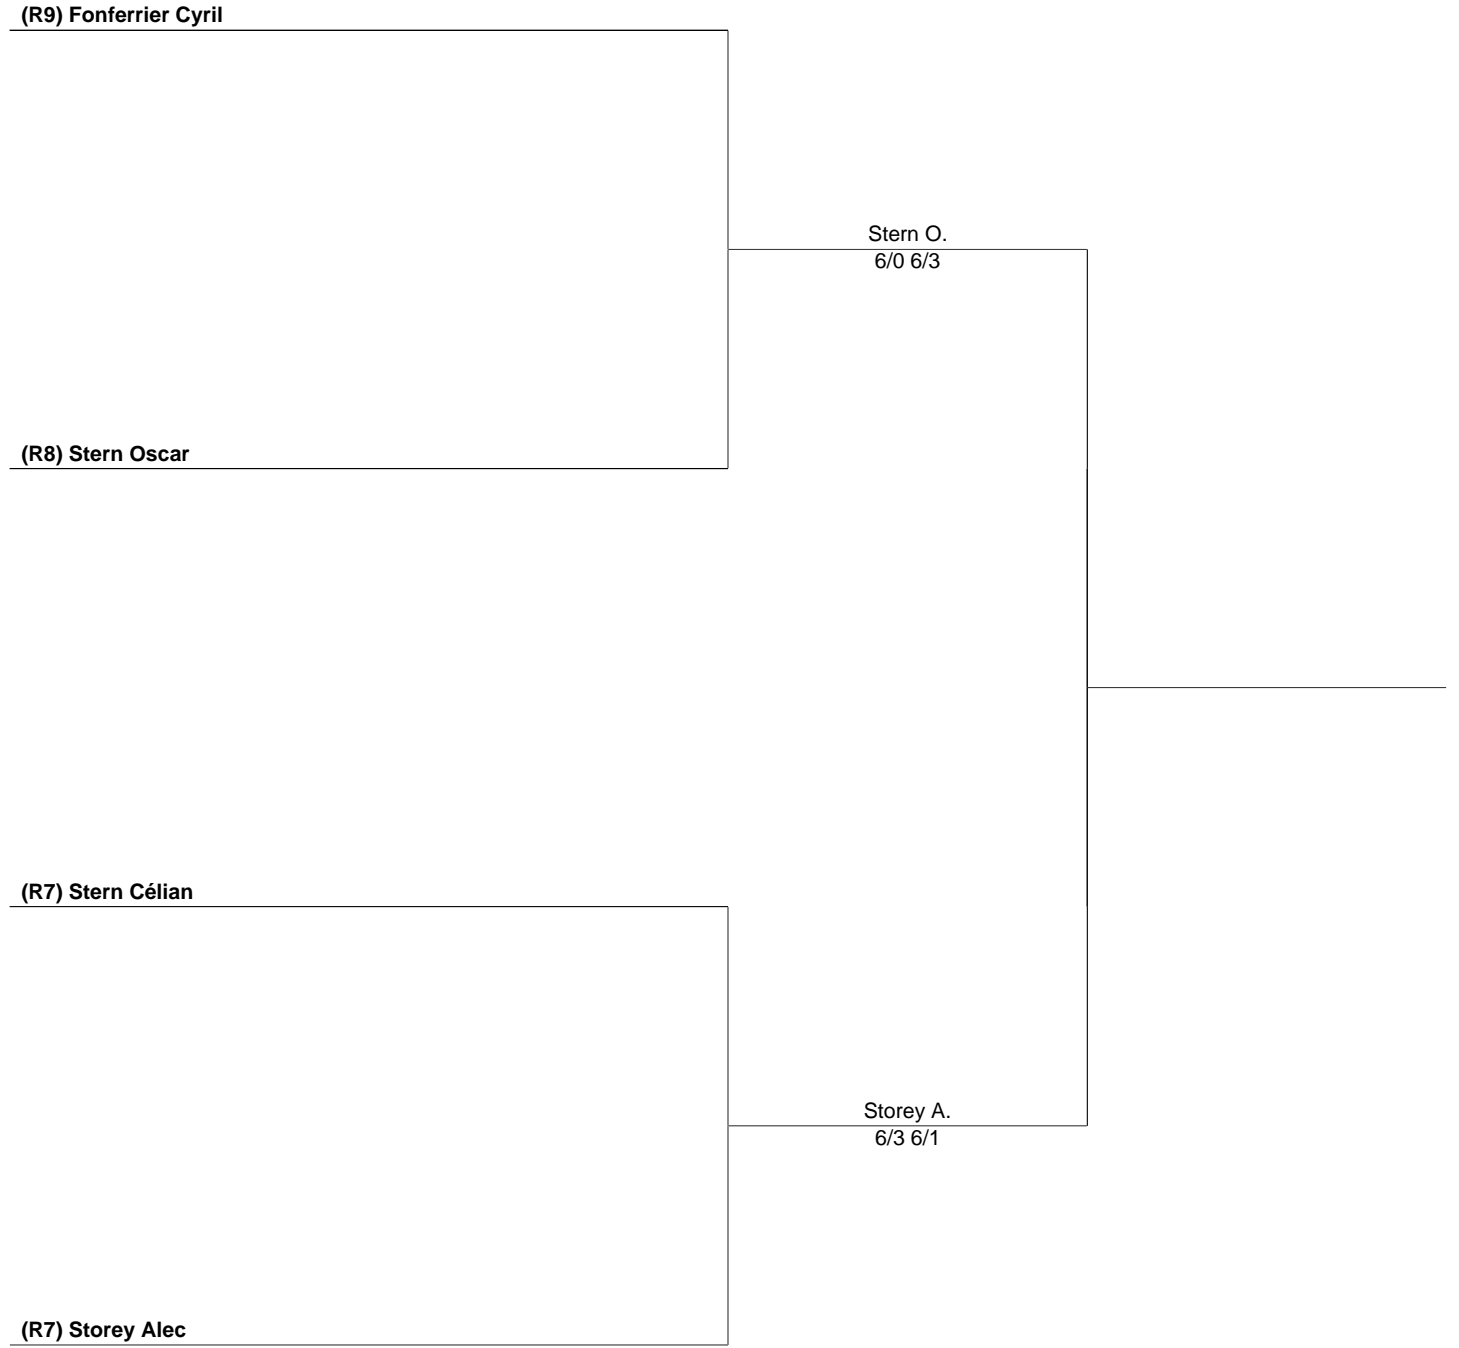 (R9) Fonferrier Cyril
Stern O.
6/0 6/3
(R8) Stern Oscar
(R7) Stern Célian
Storey A.
6/3 6/1
(R7) Storey Alec